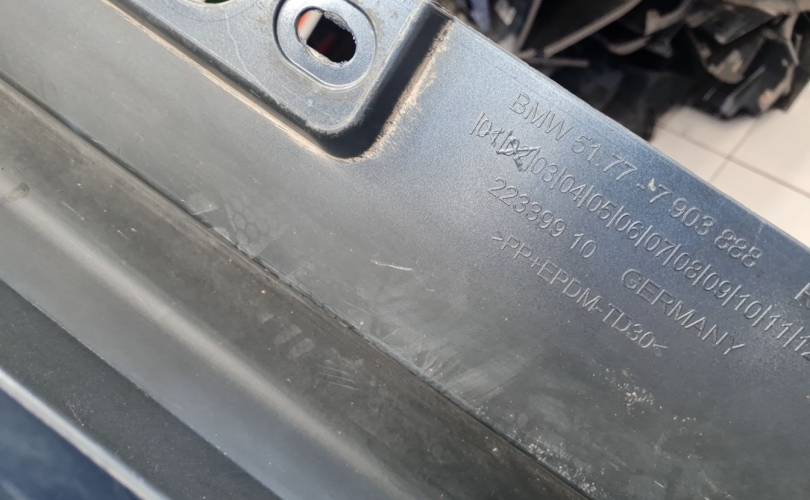 BMW 51.77 - 7 903 888
|01|02|03|04|05|06|07|08|09|10|11|1
223399 10 GERMANY
>PP+EPDM-TD30<